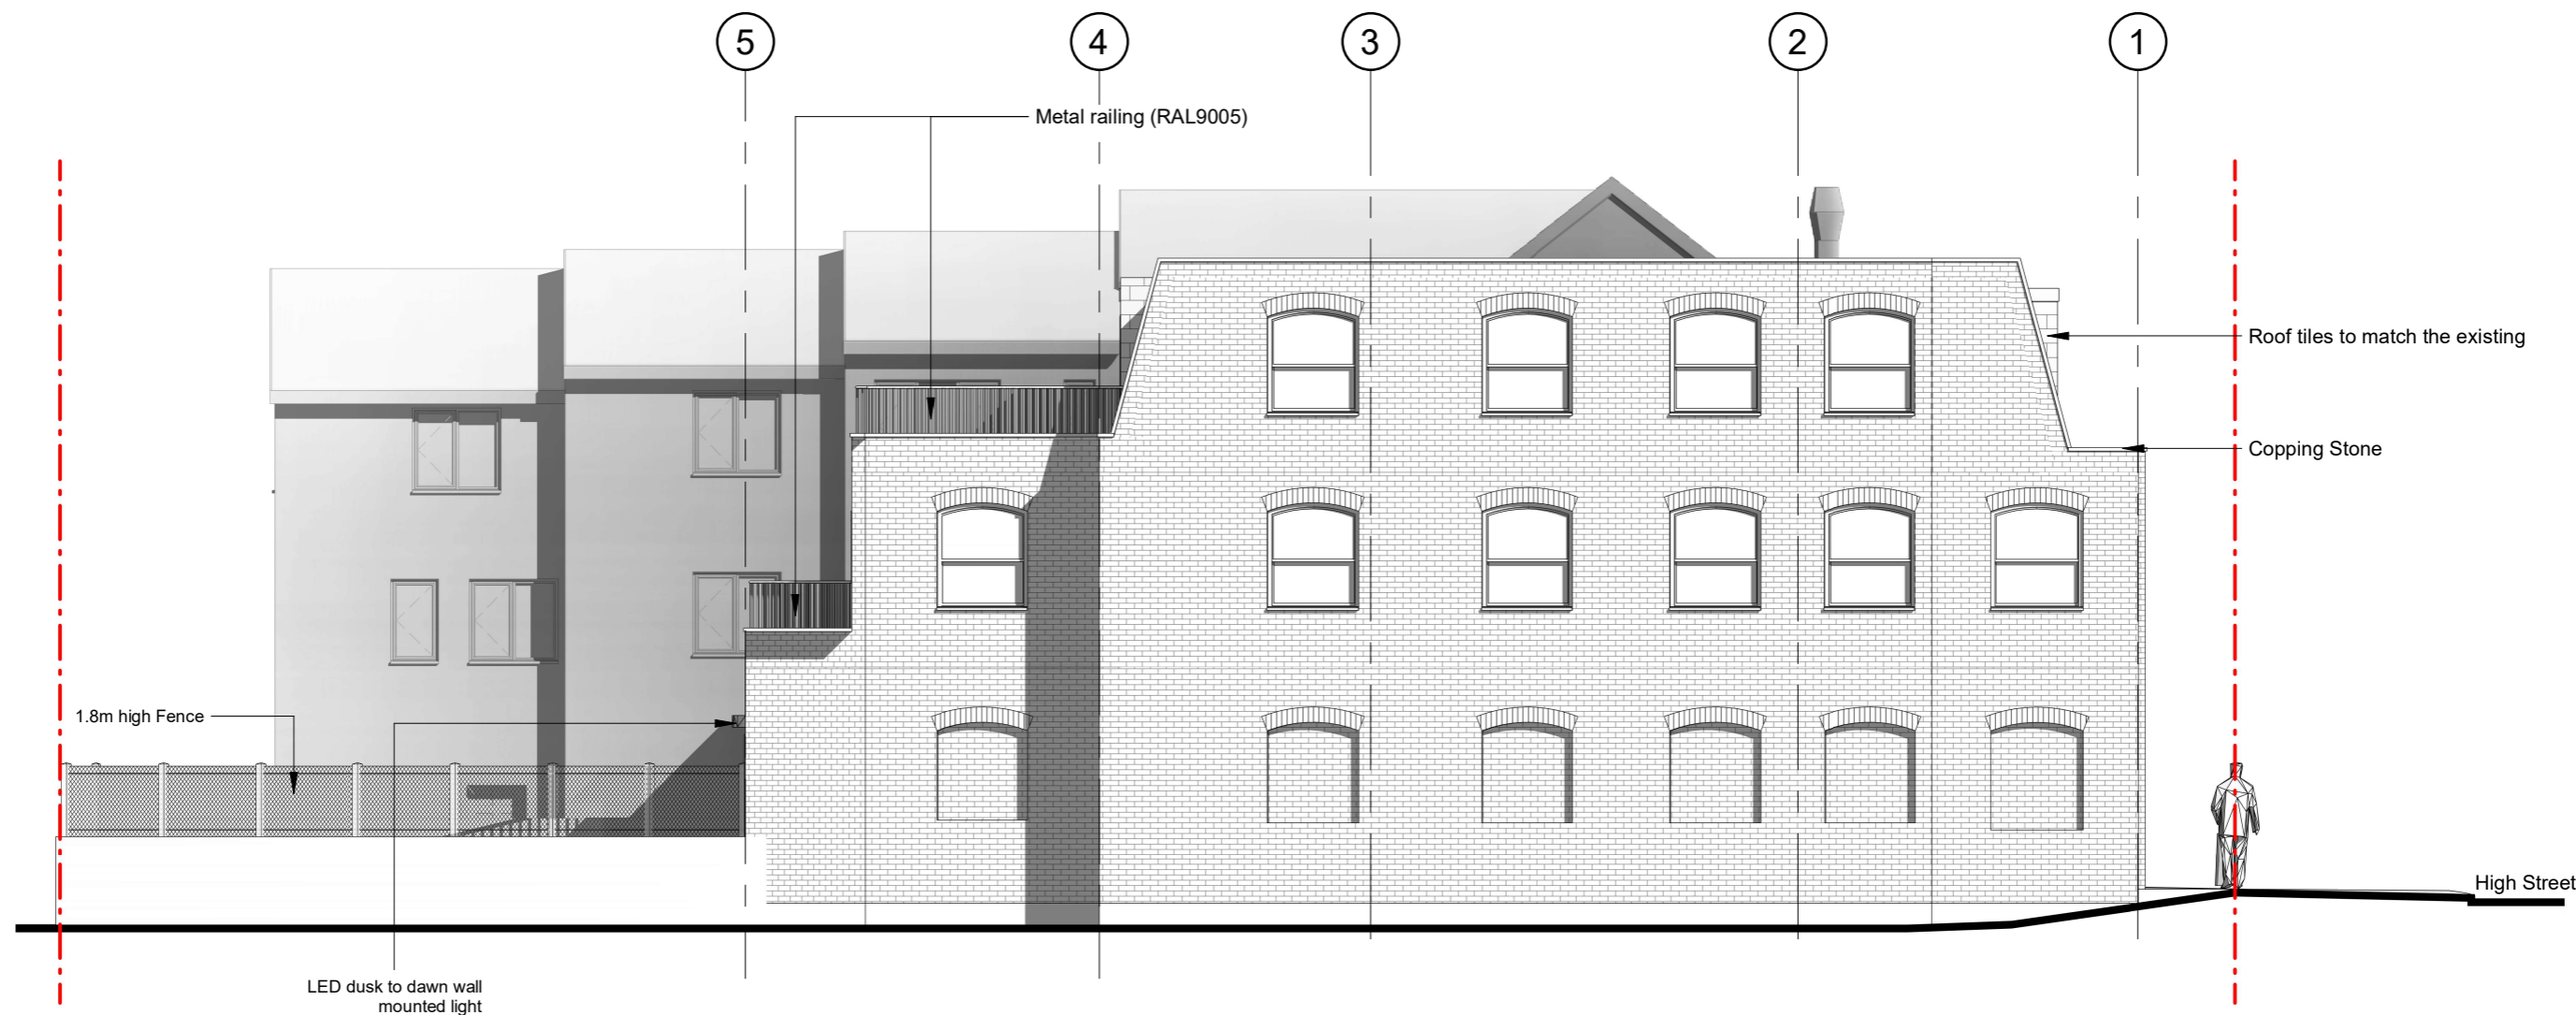 5 4 3 2 1
Metal railing (RAL9005)
Roof tiles to match the existing
Copping Stone
1.8m high Fence
High Street
LED dusk to dawn wall
mounted light